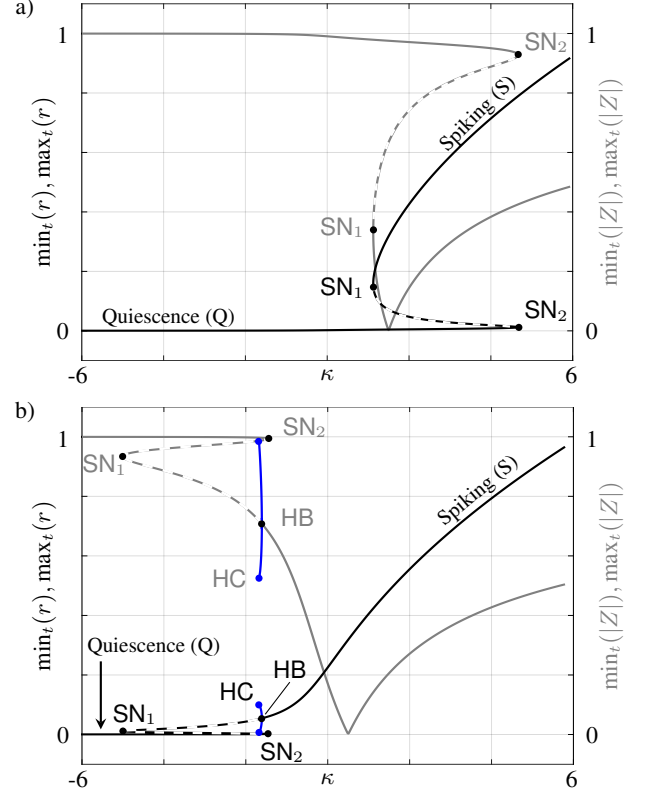 a)
1
1
SN₂
Spiking (S)
min_t(r), max_t(r)
min_t(|Z|), max_t(|Z|)
SN₁
SN₁
SN₂
Quiescence (Q)
0
0
-6
κ
6
b)
1
1
SN₂
SN₁
Spiking (S)
HB
min_t(r), max_t(r)
min_t(|Z|), max_t(|Z|)
HC
Quiescence (Q)
HB
HC
SN₁
0
0
SN₂
-6
κ
6